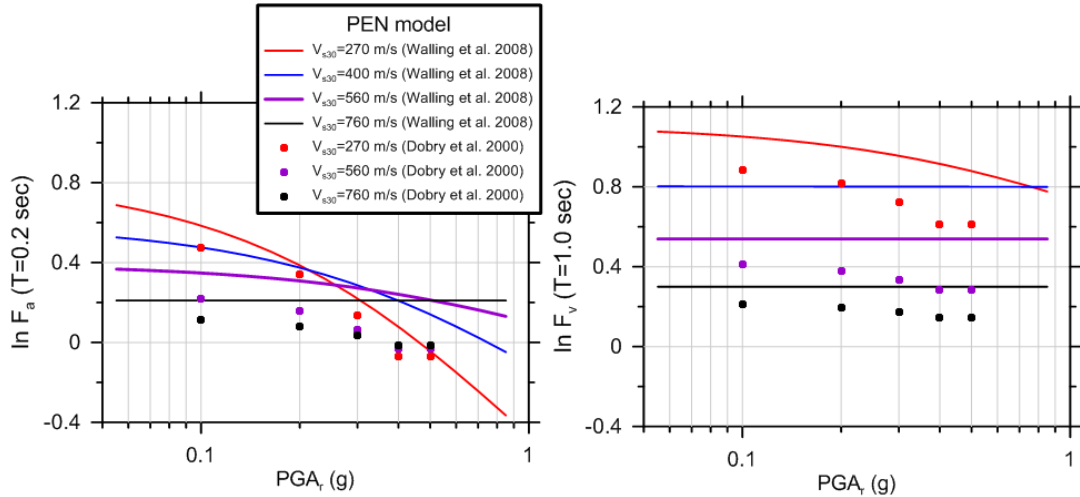 PEN model
Vs30=270 m/s (Walling et al. 2008)
Vs30=400 m/s (Walling et al. 2008)
Vs30=560 m/s (Walling et al. 2008)
Vs30=760 m/s (Walling et al. 2008)
Vs30=270 m/s (Dobry et al. 2000)
Vs30=560 m/s (Dobry et al. 2000)
Vs30=760 m/s (Dobry et al. 2000)
ln Fa (T=0.2 sec)
1.2
0.8
0.4
0
-0.4
0.1
1
PGAr (g)
ln Fv (T=1.0 sec)
1.2
0.8
0.4
0
-0.4
0.1
1
PGAr (g)